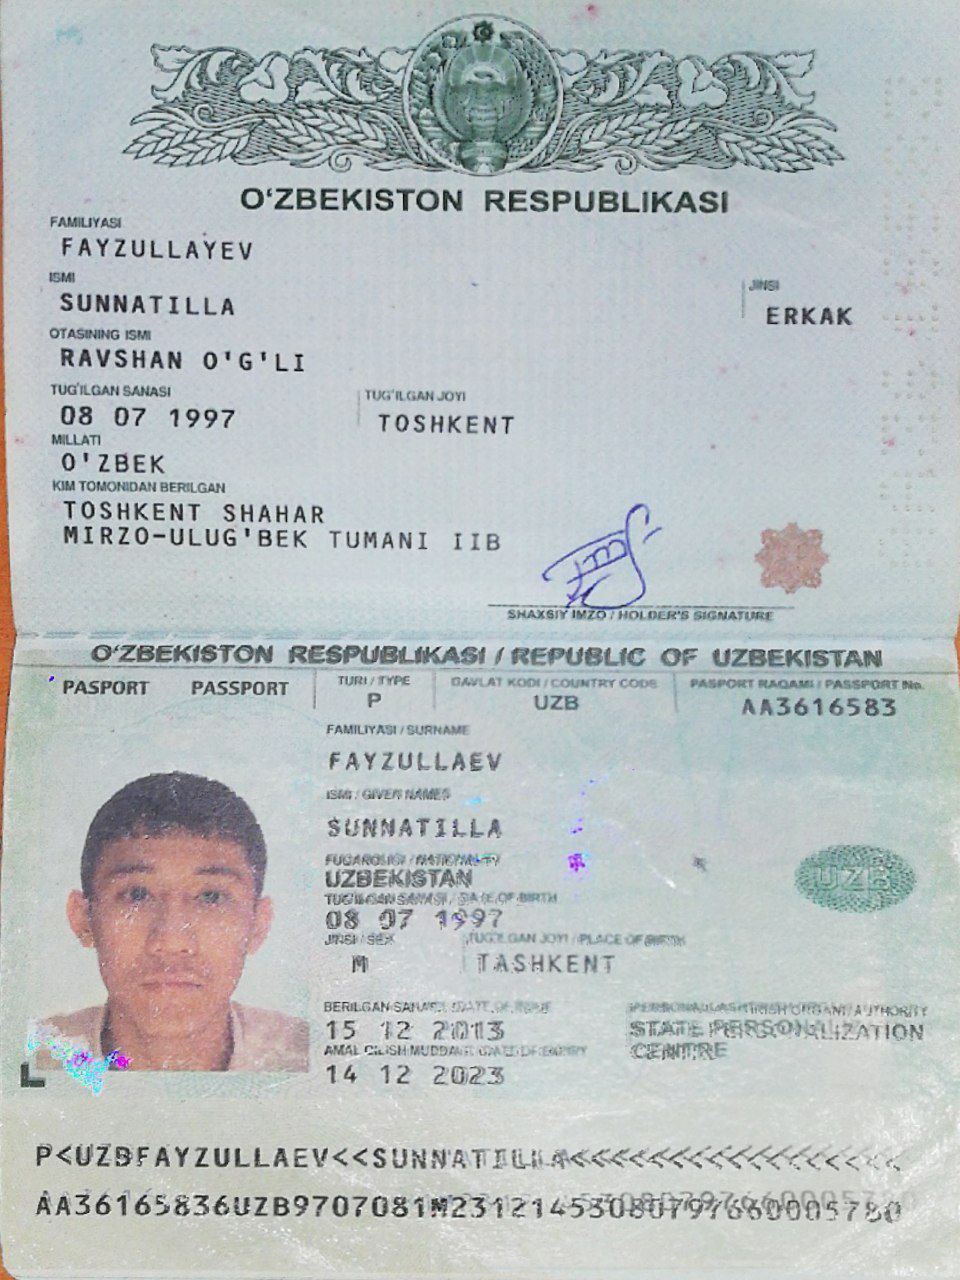 O'ZBEKISTON RESPUBLIKASI
FAMILIYASI
FAYZULLAYEV
ISMI
SUNNATILLA
JINSI
ERKAK
OTASINING ISMI
RAVSHAN O'G'LI
TUG'ILGAN SANASI
08 07 1997
TUG'ILGAN JOYI
TOSHKENT
MILLATI
O'ZBEK
KIM TOMONIDAN BERILGAN
TOSHKENT SHAHAR
MIRZO-ULUG'BEK TUMANI IIB
SHAXSIY IMZO / HOLDER'S SIGNATURE
O'ZBEKISTON RESPUBLIKASI / REPUBLIC OF UZBEKISTAN
PASPORT PASSPORT
TURI / TYPE
P
DAVLAT KODI / COUNTRY CODE
UZB
PASPORT RAQAMI / PASSPORT No.
AA3616583
FAMILIYASI / SURNAME
FAYZULLAEV
ISMI / GIVEN NAMES
SUNNATILLA
FUQAROLIGI / NATIONALITY
UZBEKISTAN
UZB
TUG'ILGAN SANASI / DATE OF BIRTH
08 07 1997
JINSI / SEX
M
TUG'ILGAN JOYI / PLACE OF BIRTH
TASHKENT
BERILGAN SANASI / DATE OF ISSUE
15 12 2013
AMAL QILISH MUDDATI / DATE OF EXPIRY
14 12 2023
AUTHORITY
STATE PERSONALIZATION
CENTRE
P<UZBFAYZULLAEV<<SUNNATILLA<<<<<<<<<<<<<<<<<
AA36165836UZB9707081M23121453080797660005780